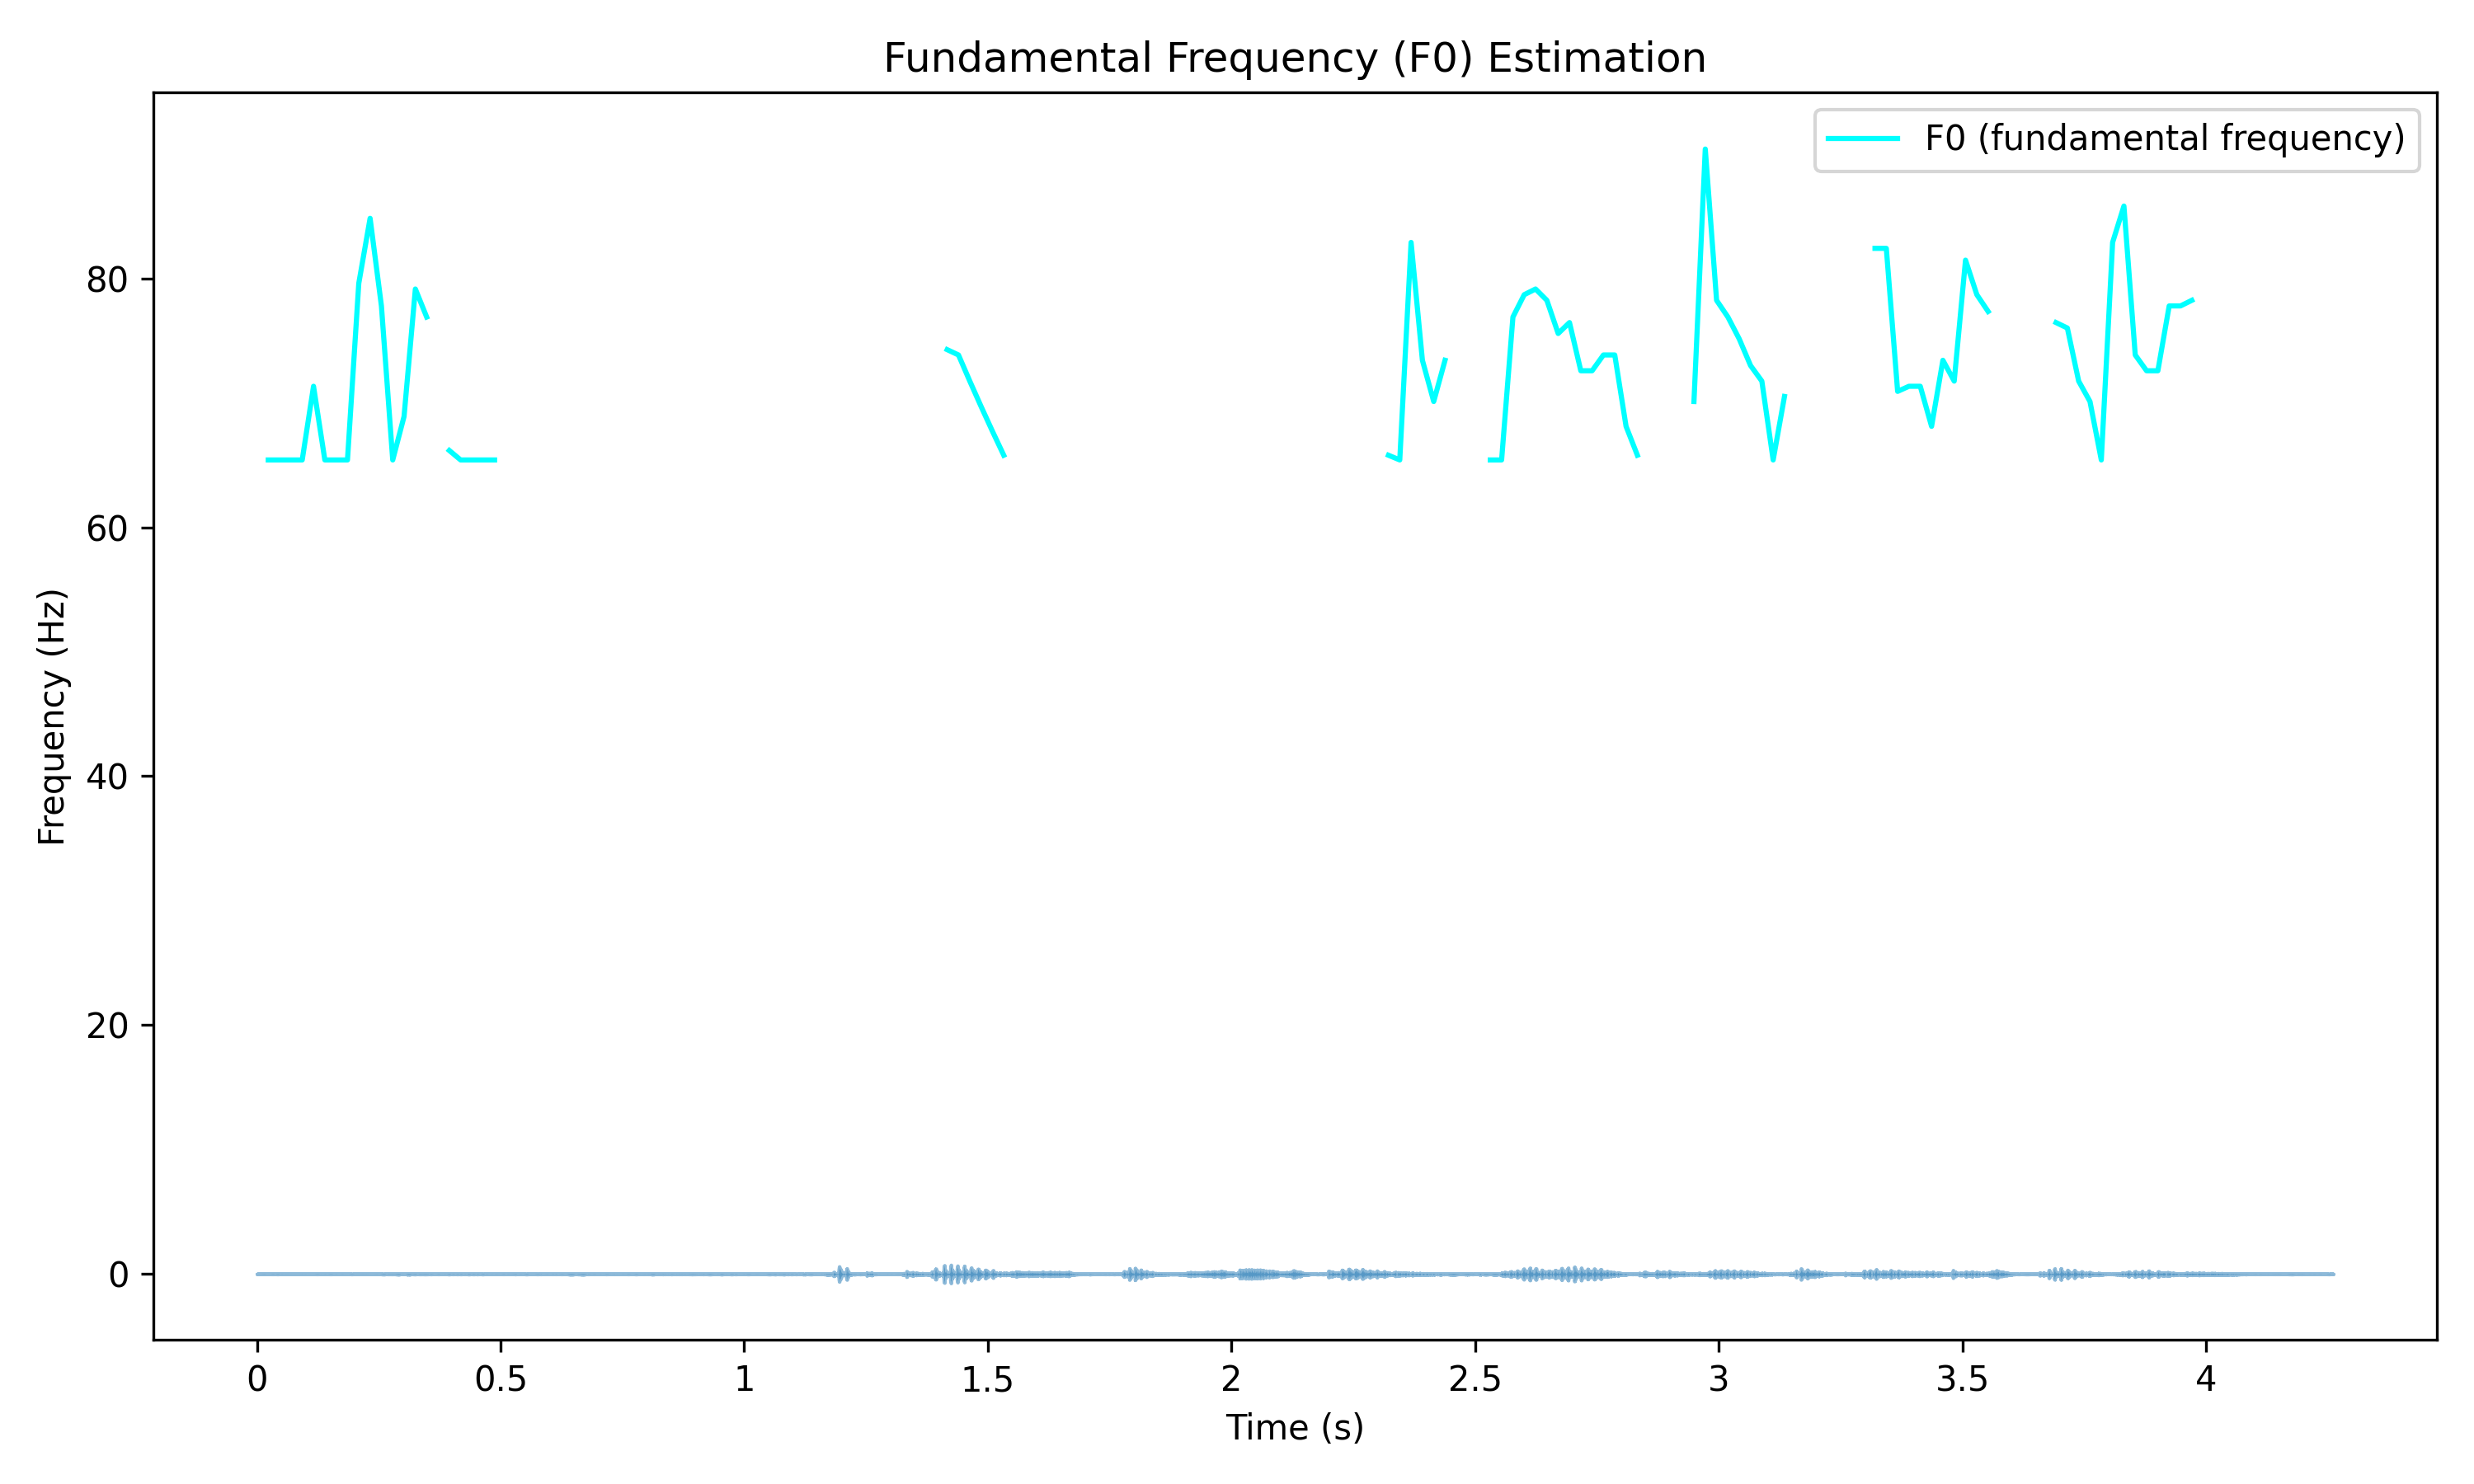 Fundamental Frequency (F0) Estimation
F0 (fundamental frequency)
Frequency (Hz)
80
60
40
20
0
0 0.5 1 1.5 2 2.5 3 3.5 4
Time (s)